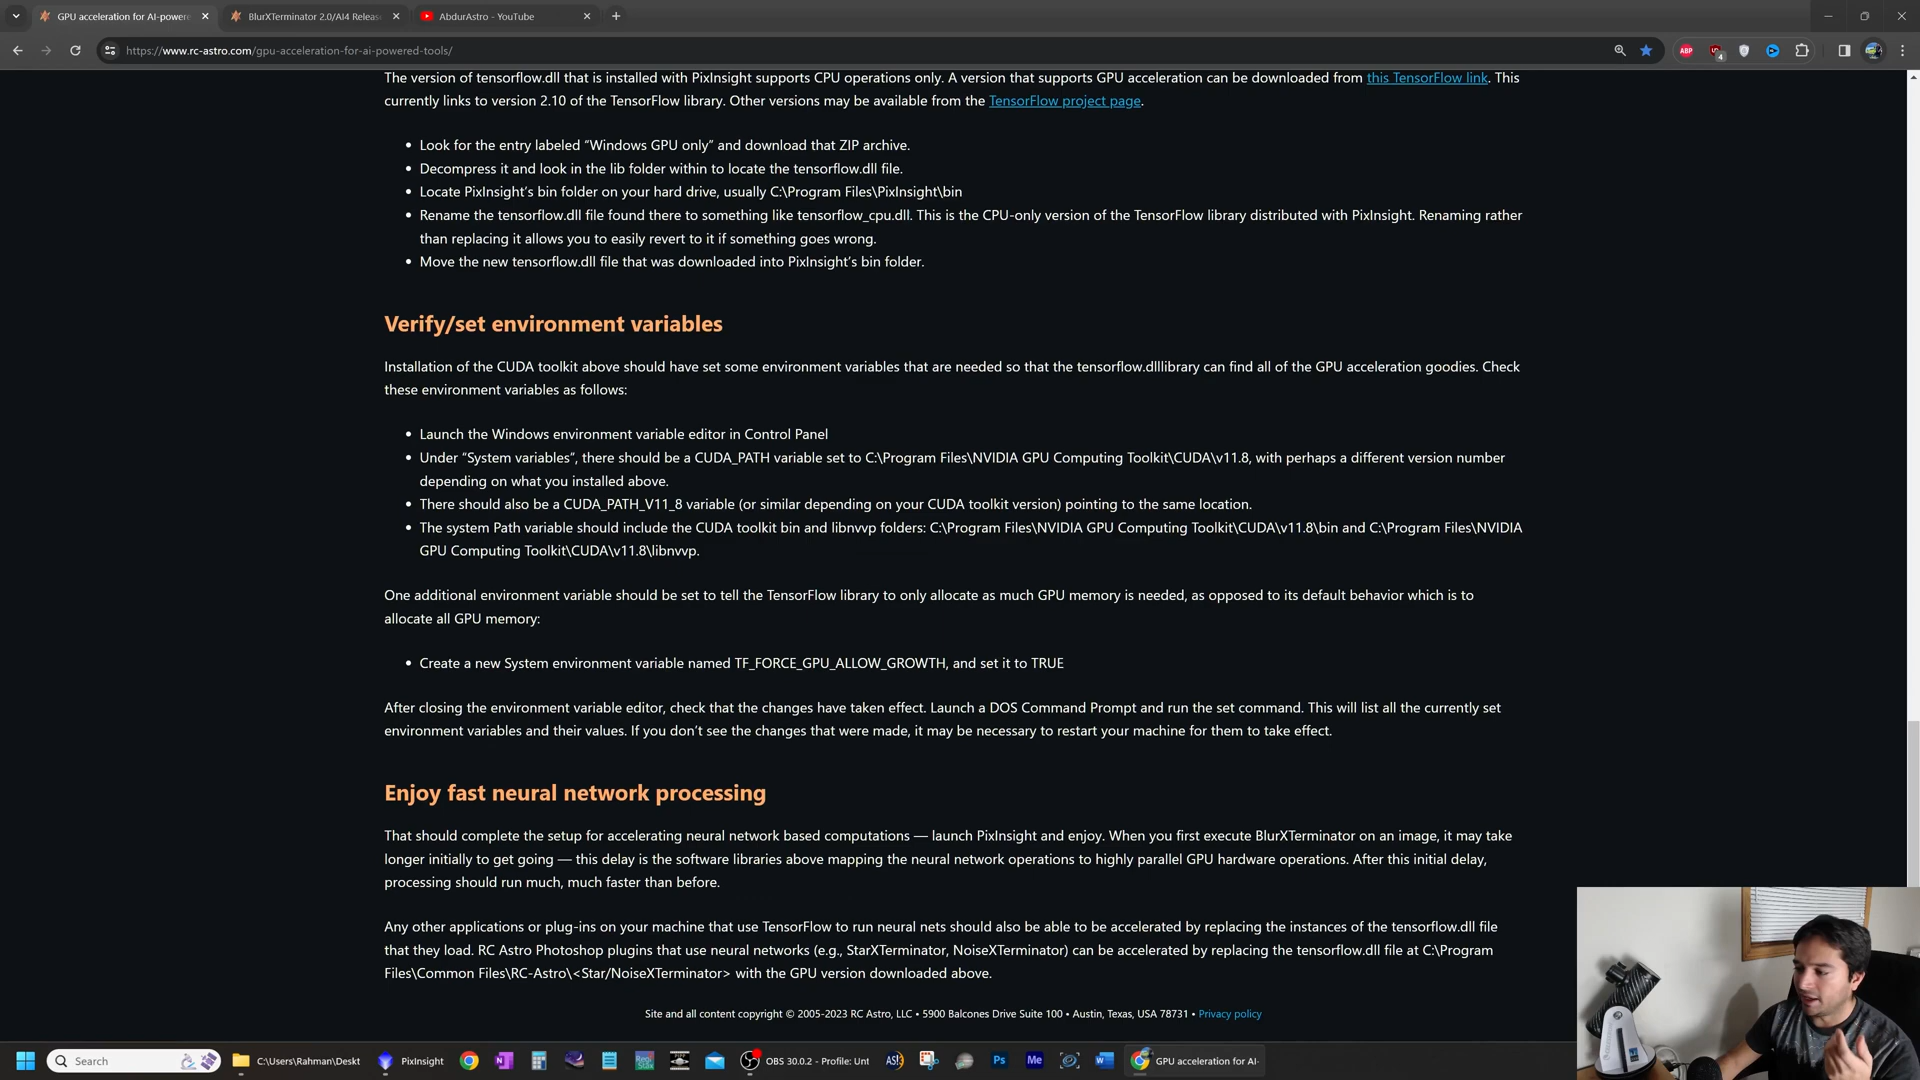 GPU acceleration for AI-powere
BlurXTerminator 2.0/AI4 Releas
AbdurAstro - YouTube
https://www.rc-astro.com/gpu-acceleration-for-ai-powered-tools/
ABP
4
The version of tensorflow.dll that is installed with PixInsight supports CPU operations only. A version that supports GPU acceleration can be downloaded from this TensorFlow link. This
currently links to version 2.10 of the TensorFlow library. Other versions may be available from the TensorFlow project page.
• Look for the entry labeled “Windows GPU only” and download that ZIP archive.
• Decompress it and look in the lib folder within to locate the tensorflow.dll file.
• Locate PixInsight’s bin folder on your hard drive, usually C:\Program Files\PixInsight\bin
• Rename the tensorflow.dll file found there to something like tensorflow_cpu.dll. This is the CPU-only version of the TensorFlow library distributed with PixInsight. Renaming rather
than replacing it allows you to easily revert to it if something goes wrong.
• Move the new tensorflow.dll file that was downloaded into PixInsight’s bin folder.
Verify/set environment variables
Installation of the CUDA toolkit above should have set some environment variables that are needed so that the tensorflow.dlllibrary can find all of the GPU acceleration goodies. Check
these environment variables as follows:
• Launch the Windows environment variable editor in Control Panel
• Under “System variables”, there should be a CUDA_PATH variable set to C:\Program Files\NVIDIA GPU Computing Toolkit\CUDA\v11.8, with perhaps a different version number
depending on what you installed above.
• There should also be a CUDA_PATH_V11_8 variable (or similar depending on your CUDA toolkit version) pointing to the same location.
• The system Path variable should include the CUDA toolkit bin and libnvvp folders: C:\Program Files\NVIDIA GPU Computing Toolkit\CUDA\v11.8\bin and C:\Program Files\NVIDIA
GPU Computing Toolkit\CUDA\v11.8\libnvvp.
One additional environment variable should be set to tell the TensorFlow library to only allocate as much GPU memory is needed, as opposed to its default behavior which is to
allocate all GPU memory:
• Create a new System environment variable named TF_FORCE_GPU_ALLOW_GROWTH, and set it to TRUE
After closing the environment variable editor, check that the changes have taken effect. Launch a DOS Command Prompt and run the set command. This will list all the currently set
environment variables and their values. If you don’t see the changes that were made, it may be necessary to restart your machine for them to take effect.
Enjoy fast neural network processing
That should complete the setup for accelerating neural network based computations — launch PixInsight and enjoy. When you first execute BlurXTerminator on an image, it may take
longer initially to get going — this delay is the software libraries above mapping the neural network operations to highly parallel GPU hardware operations. After this initial delay,
processing should run much, much faster than before.
Any other applications or plug-ins on your machine that use TensorFlow to run neural nets should also be able to be accelerated by replacing the instances of the tensorflow.dll file
that they load. RC Astro Photoshop plugins that use neural networks (e.g., StarXTerminator, NoiseXTerminator) can be accelerated by replacing the tensorflow.dll file at C:\Program
Files\Common Files\RC-Astro\<Star/NoiseXTerminator> with the GPU version downloaded above.
Site and all content copyright © 2005-2023 RC Astro, LLC • 5900 Balcones Drive Suite 100 • Austin, Texas, USA 78731 • Privacy policy
Search
C:\Users\Rahman\Deskt
PixInsight
OBS 30.0.2 - Profile: Unt
Ps
Me
GPU acceleration for AI-